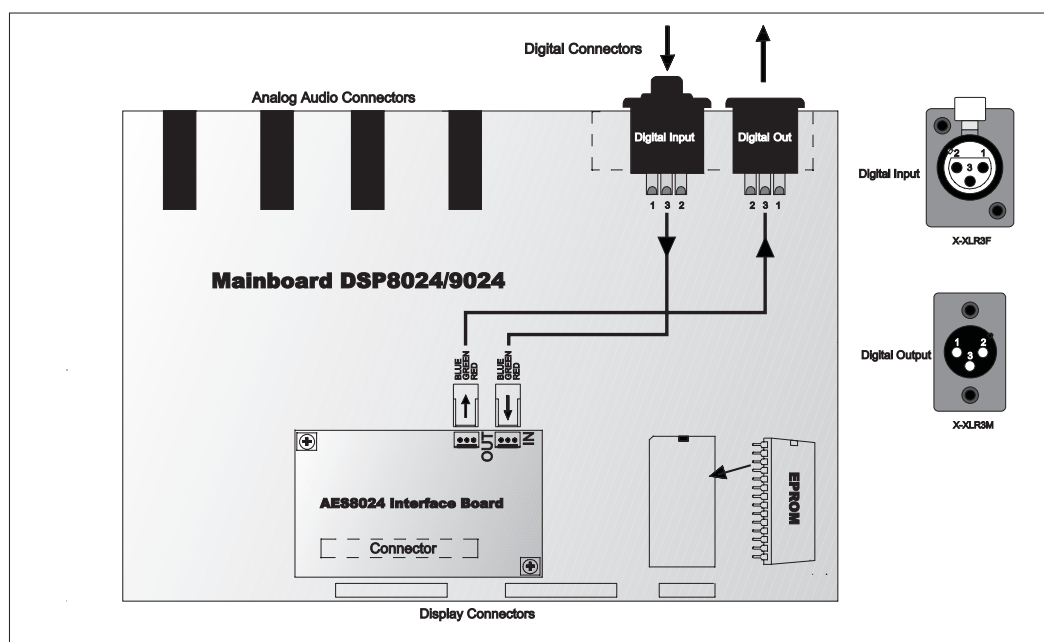 Digital Connectors
Analog Audio Connectors
Digital Input
Digital Out
1 3 2
2 3 1
Mainboard DSP8024/9024
BLUE
GREEN
RED
BLUE
GREEN
RED
OUT
IN
AES8024 Interface Board
Connector
EPROM
Display Connectors
Digital Input
2 1
3
X-XLR3F
Digital Output
1 2
3
X-XLR3M